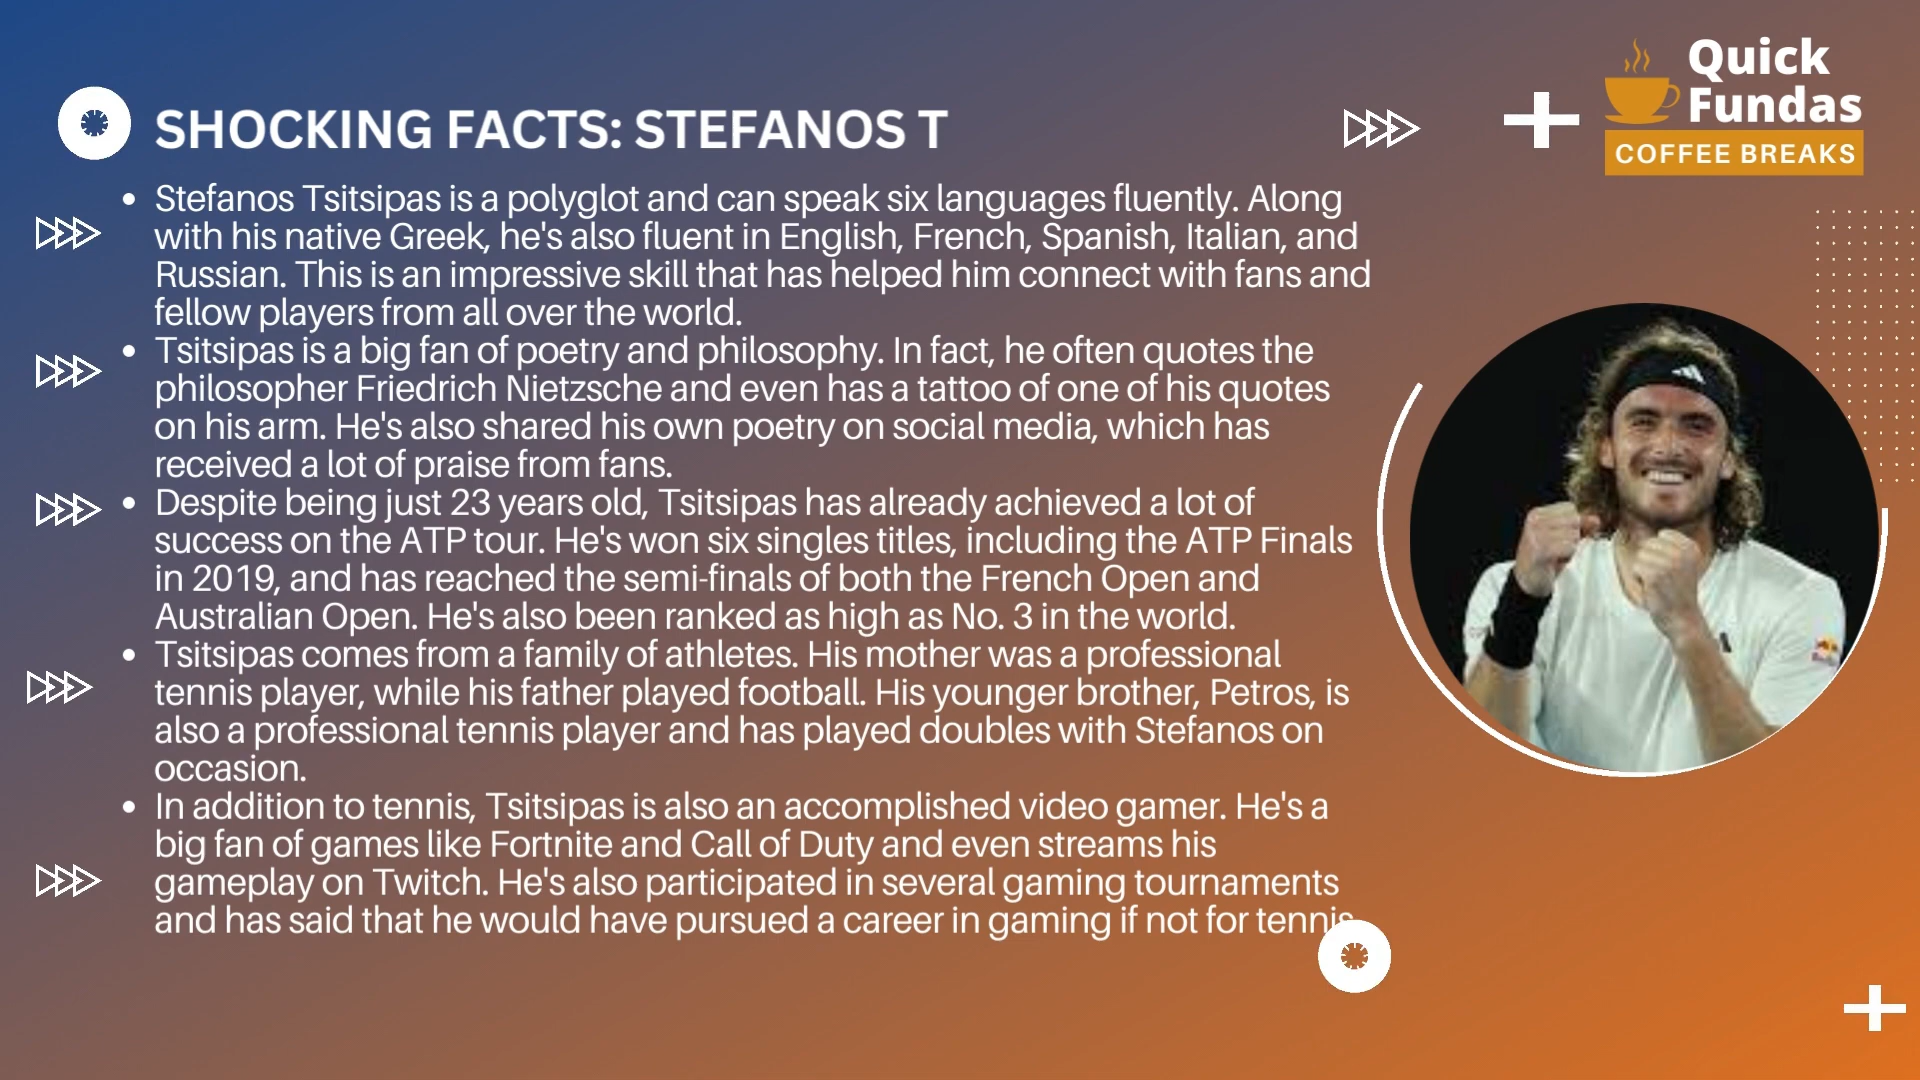 Quick
Fundas
COFFEE BREAKS
SHOCKING FACTS: STEFANOS T
• Stefanos Tsitsipas is a polyglot and can speak six languages fluently. Along
with his native Greek, he's also fluent in English, French, Spanish, Italian, and
Russian. This is an impressive skill that has helped him connect with fans and
fellow players from all over the world.
• Tsitsipas is a big fan of poetry and philosophy. In fact, he often quotes the
philosopher Friedrich Nietzsche and even has a tattoo of one of his quotes
on his arm. He's also shared his own poetry on social media, which has
received a lot of praise from fans.
• Despite being just 23 years old, Tsitsipas has already achieved a lot of
success on the ATP tour. He's won six singles titles, including the ATP Finals
in 2019, and has reached the semi-finals of both the French Open and
Australian Open. He's also been ranked as high as No. 3 in the world.
• Tsitsipas comes from a family of athletes. His mother was a professional
tennis player, while his father played football. His younger brother, Petros, is
also a professional tennis player and has played doubles with Stefanos on
occasion.
• In addition to tennis, Tsitsipas is also an accomplished video gamer. He's a
big fan of games like Fortnite and Call of Duty and even streams his
gameplay on Twitch. He's also participated in several gaming tournaments
and has said that he would have pursued a career in gaming if not for tennis